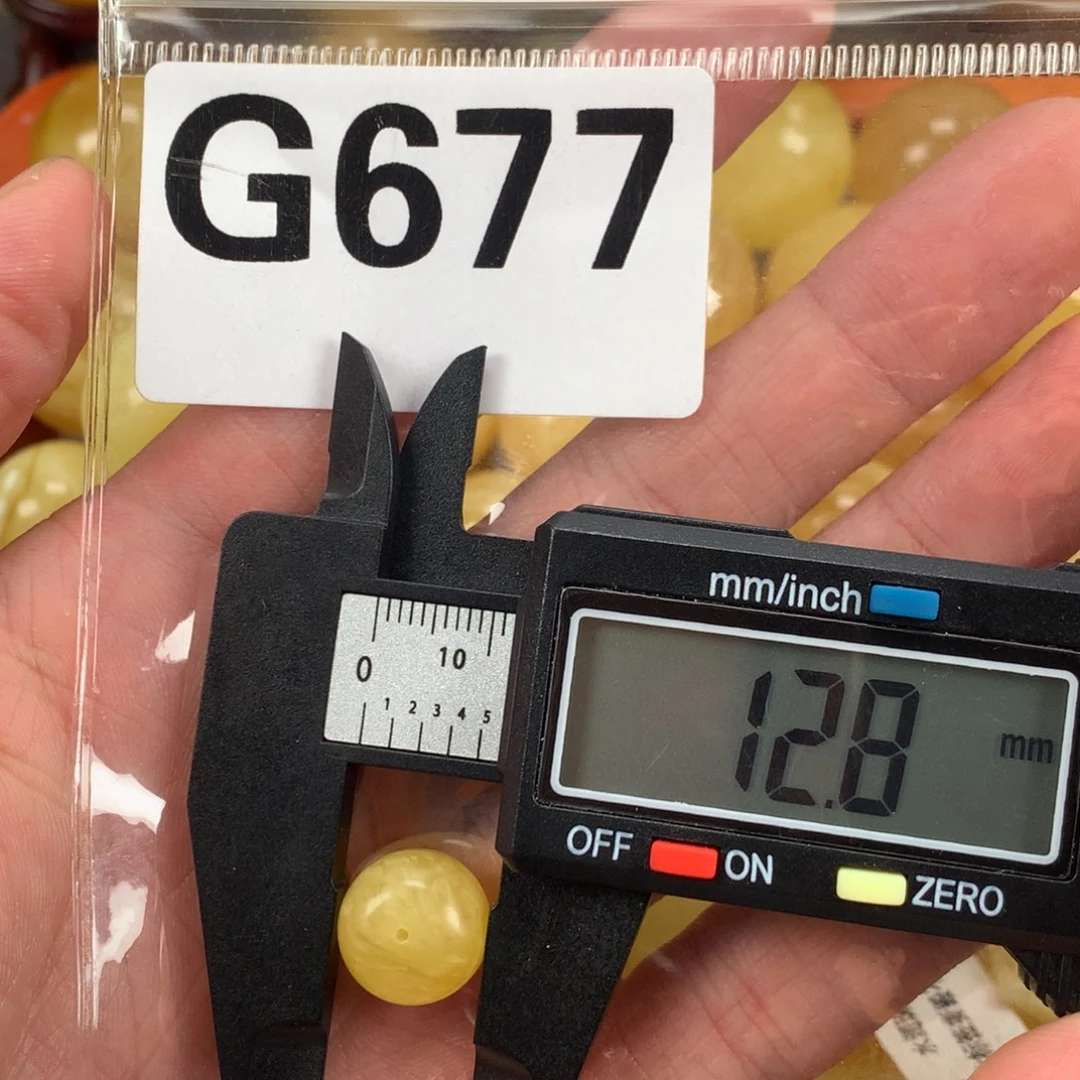 G677
mm/inch
0 10
1 2 3 4 5
12.8 mm
OFF ON ZERO